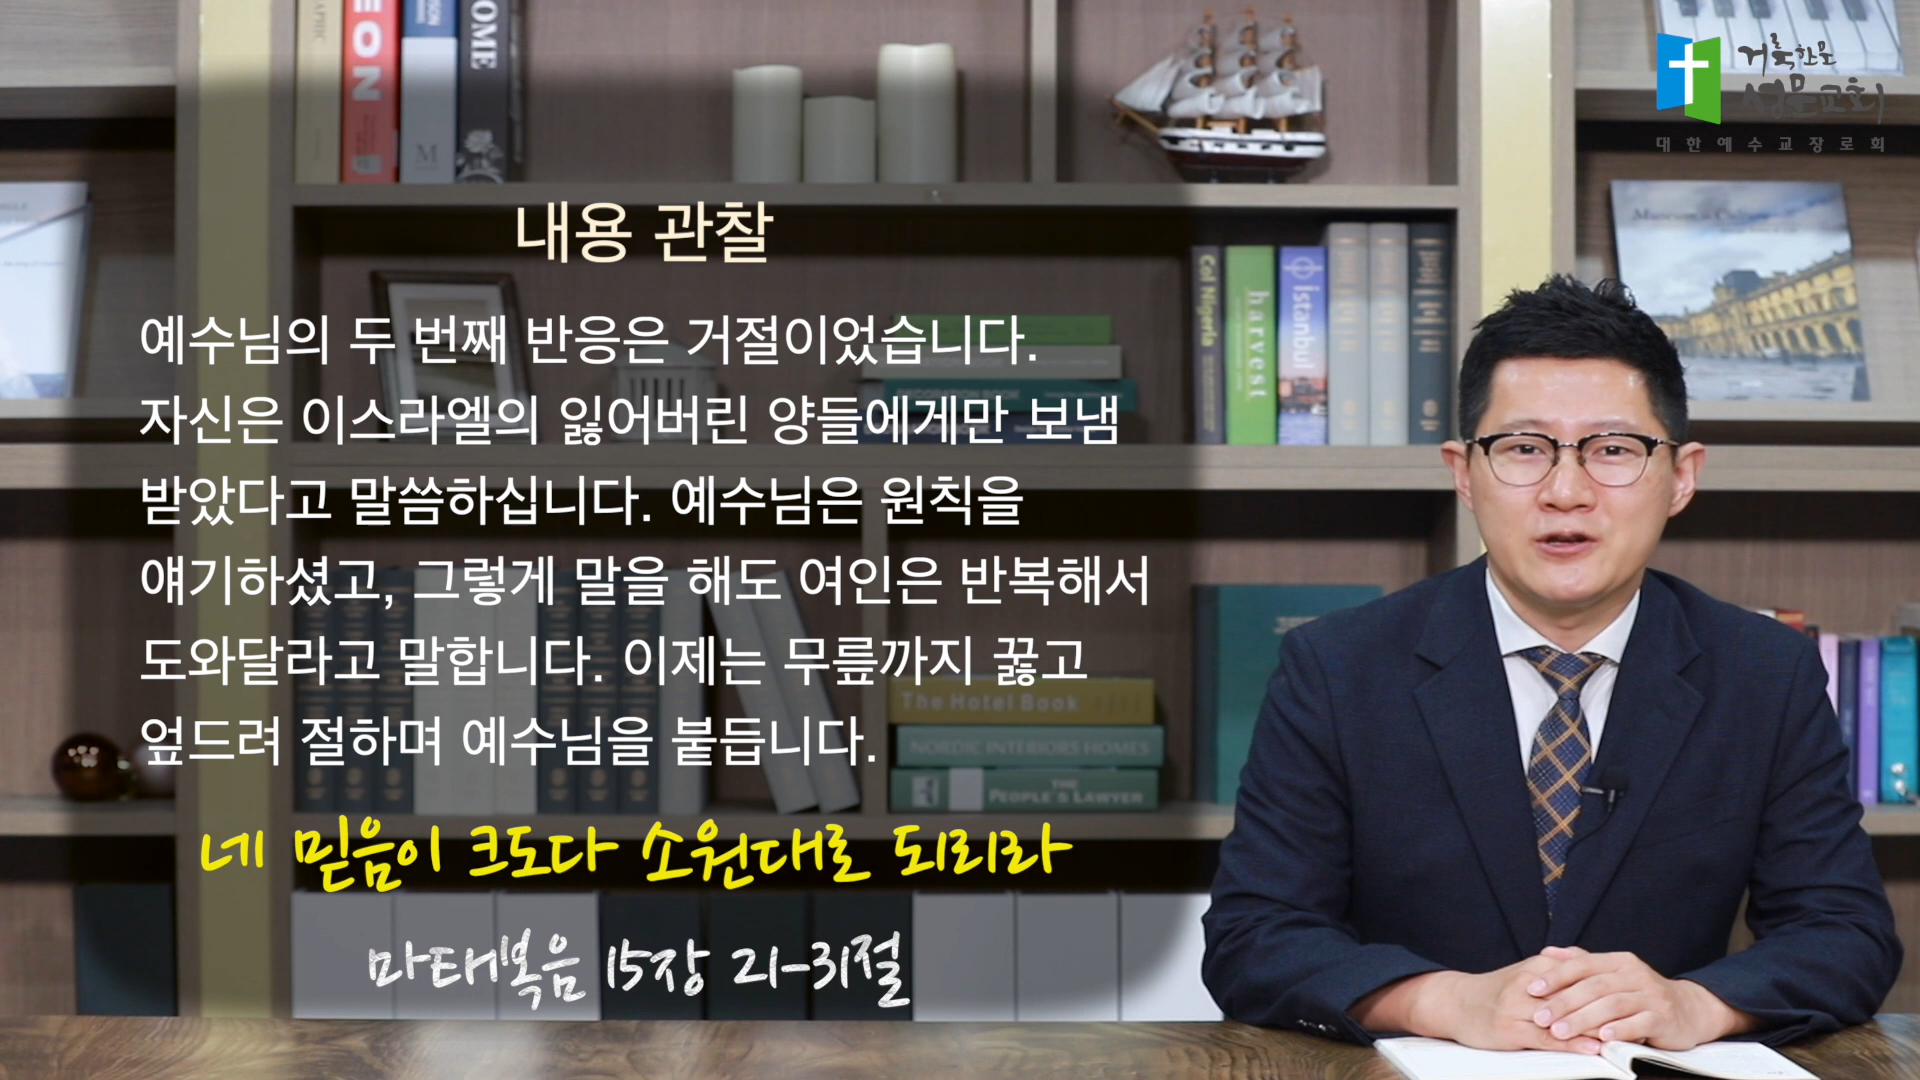 EON
HOME
M
거룩한문
성문교회
대한예수교장로회
내용 관찰
예수님의 두 번째 반응은 거절이었습니다.
자신은 이스라엘의 잃어버린 양들에게만 보냄
받았다고 말씀하십니다. 예수님은 원칙을
얘기하셨고, 그렇게 말을 해도 여인은 반복해서
도와달라고 말합니다. 이제는 무릎까지 꿇고
엎드려 절하며 예수님을 붙듭니다.
네 믿음이 크도다 소원대로 되리라
마태복음 15장 21-31절
harvest
istanbul
The Hotel Book
NORDIC INTERIORS HOMES
THE PEOPLE'S LAWYER